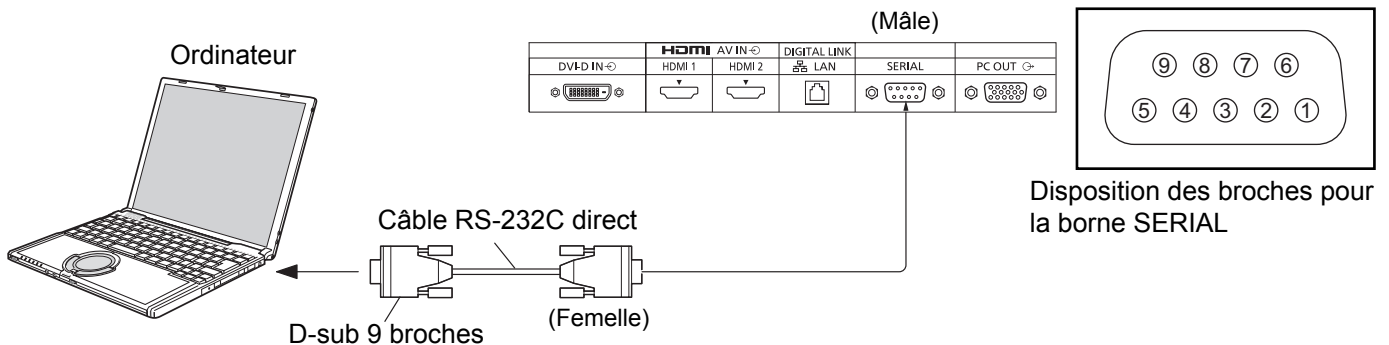 Ordinateur
(Mâle)
HDMI AV IN
DIGITAL LINK
DVI-D IN
HDMI 1
HDMI 2
LAN
SERIAL
PC OUT
9 8 7 6
5 4 3 2 1
Disposition des broches pour
la borne SERIAL
Câble RS-232C direct
(Femelle)
D-sub 9 broches